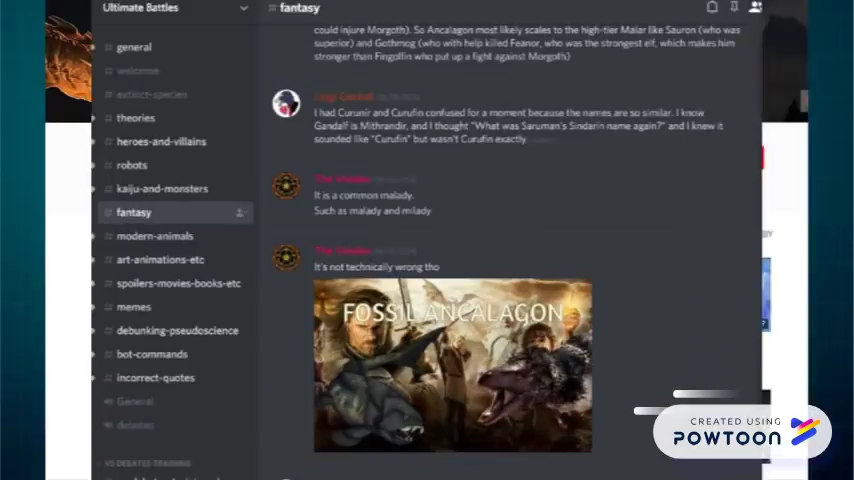 Ultimate Battles
# fantasy
general
welcome
extinct-species
theories
heroes-and-villains
robots
kaiju-and-monsters
fantasy
modern-animals
art-animations-etc
spoilers-movies-books-etc
memes
debunking-pseudoscience
bot-commands
incorrect-quotes
General
debates
VS DEBATES TRAINING
could injure Morgoth). So Ancalagon most likely scales to the high-tier Maiar like Sauron (who was
superior) and Gothmog (who with help killed Feanor, who was the strongest elf, which makes him
stronger than Fingolfin who put up a fight against Morgoth)
I had Curunir and Curufin confused for a moment because the names are so similar. I know
Gandalf is Mithrandir, and I thought "What was Saruman's Sindarin name again?" and I knew it
sounded like "Curufin" but wasn't Curufin exactly
It is a common malady.
Such as malady and milady
It's not technically wrong tho
FOSSIL ANCALAGON
CREATED USING
POWTOON